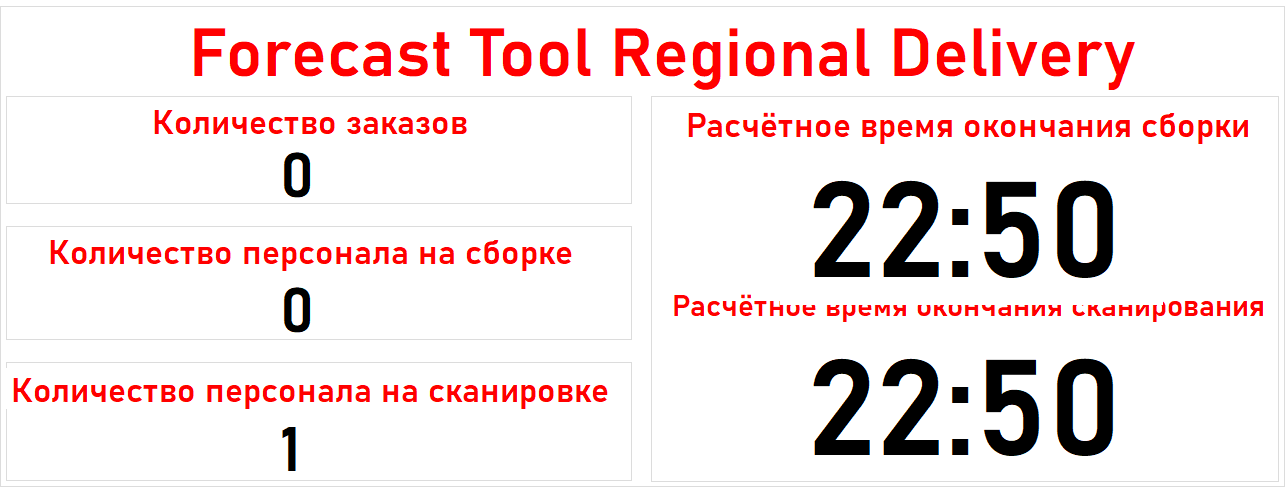 Forecast Tool Regional Delivery
Количество заказов
0
Количество персонала на сборке
0
Количество персонала на сканировке
1
Расчётное время окончания сборки
22:50
Расчётное время окончания сканирования
22:50